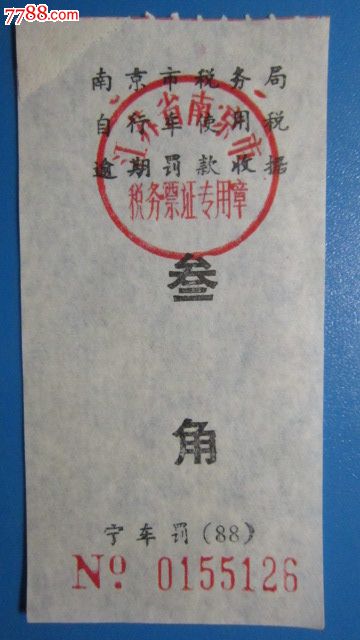 7788.com
南京市税务局
自行车使用税
逾期罚款收据
江苏省南京市
税务票证专用章
叁
角
宁车罚(88)
No 0155126